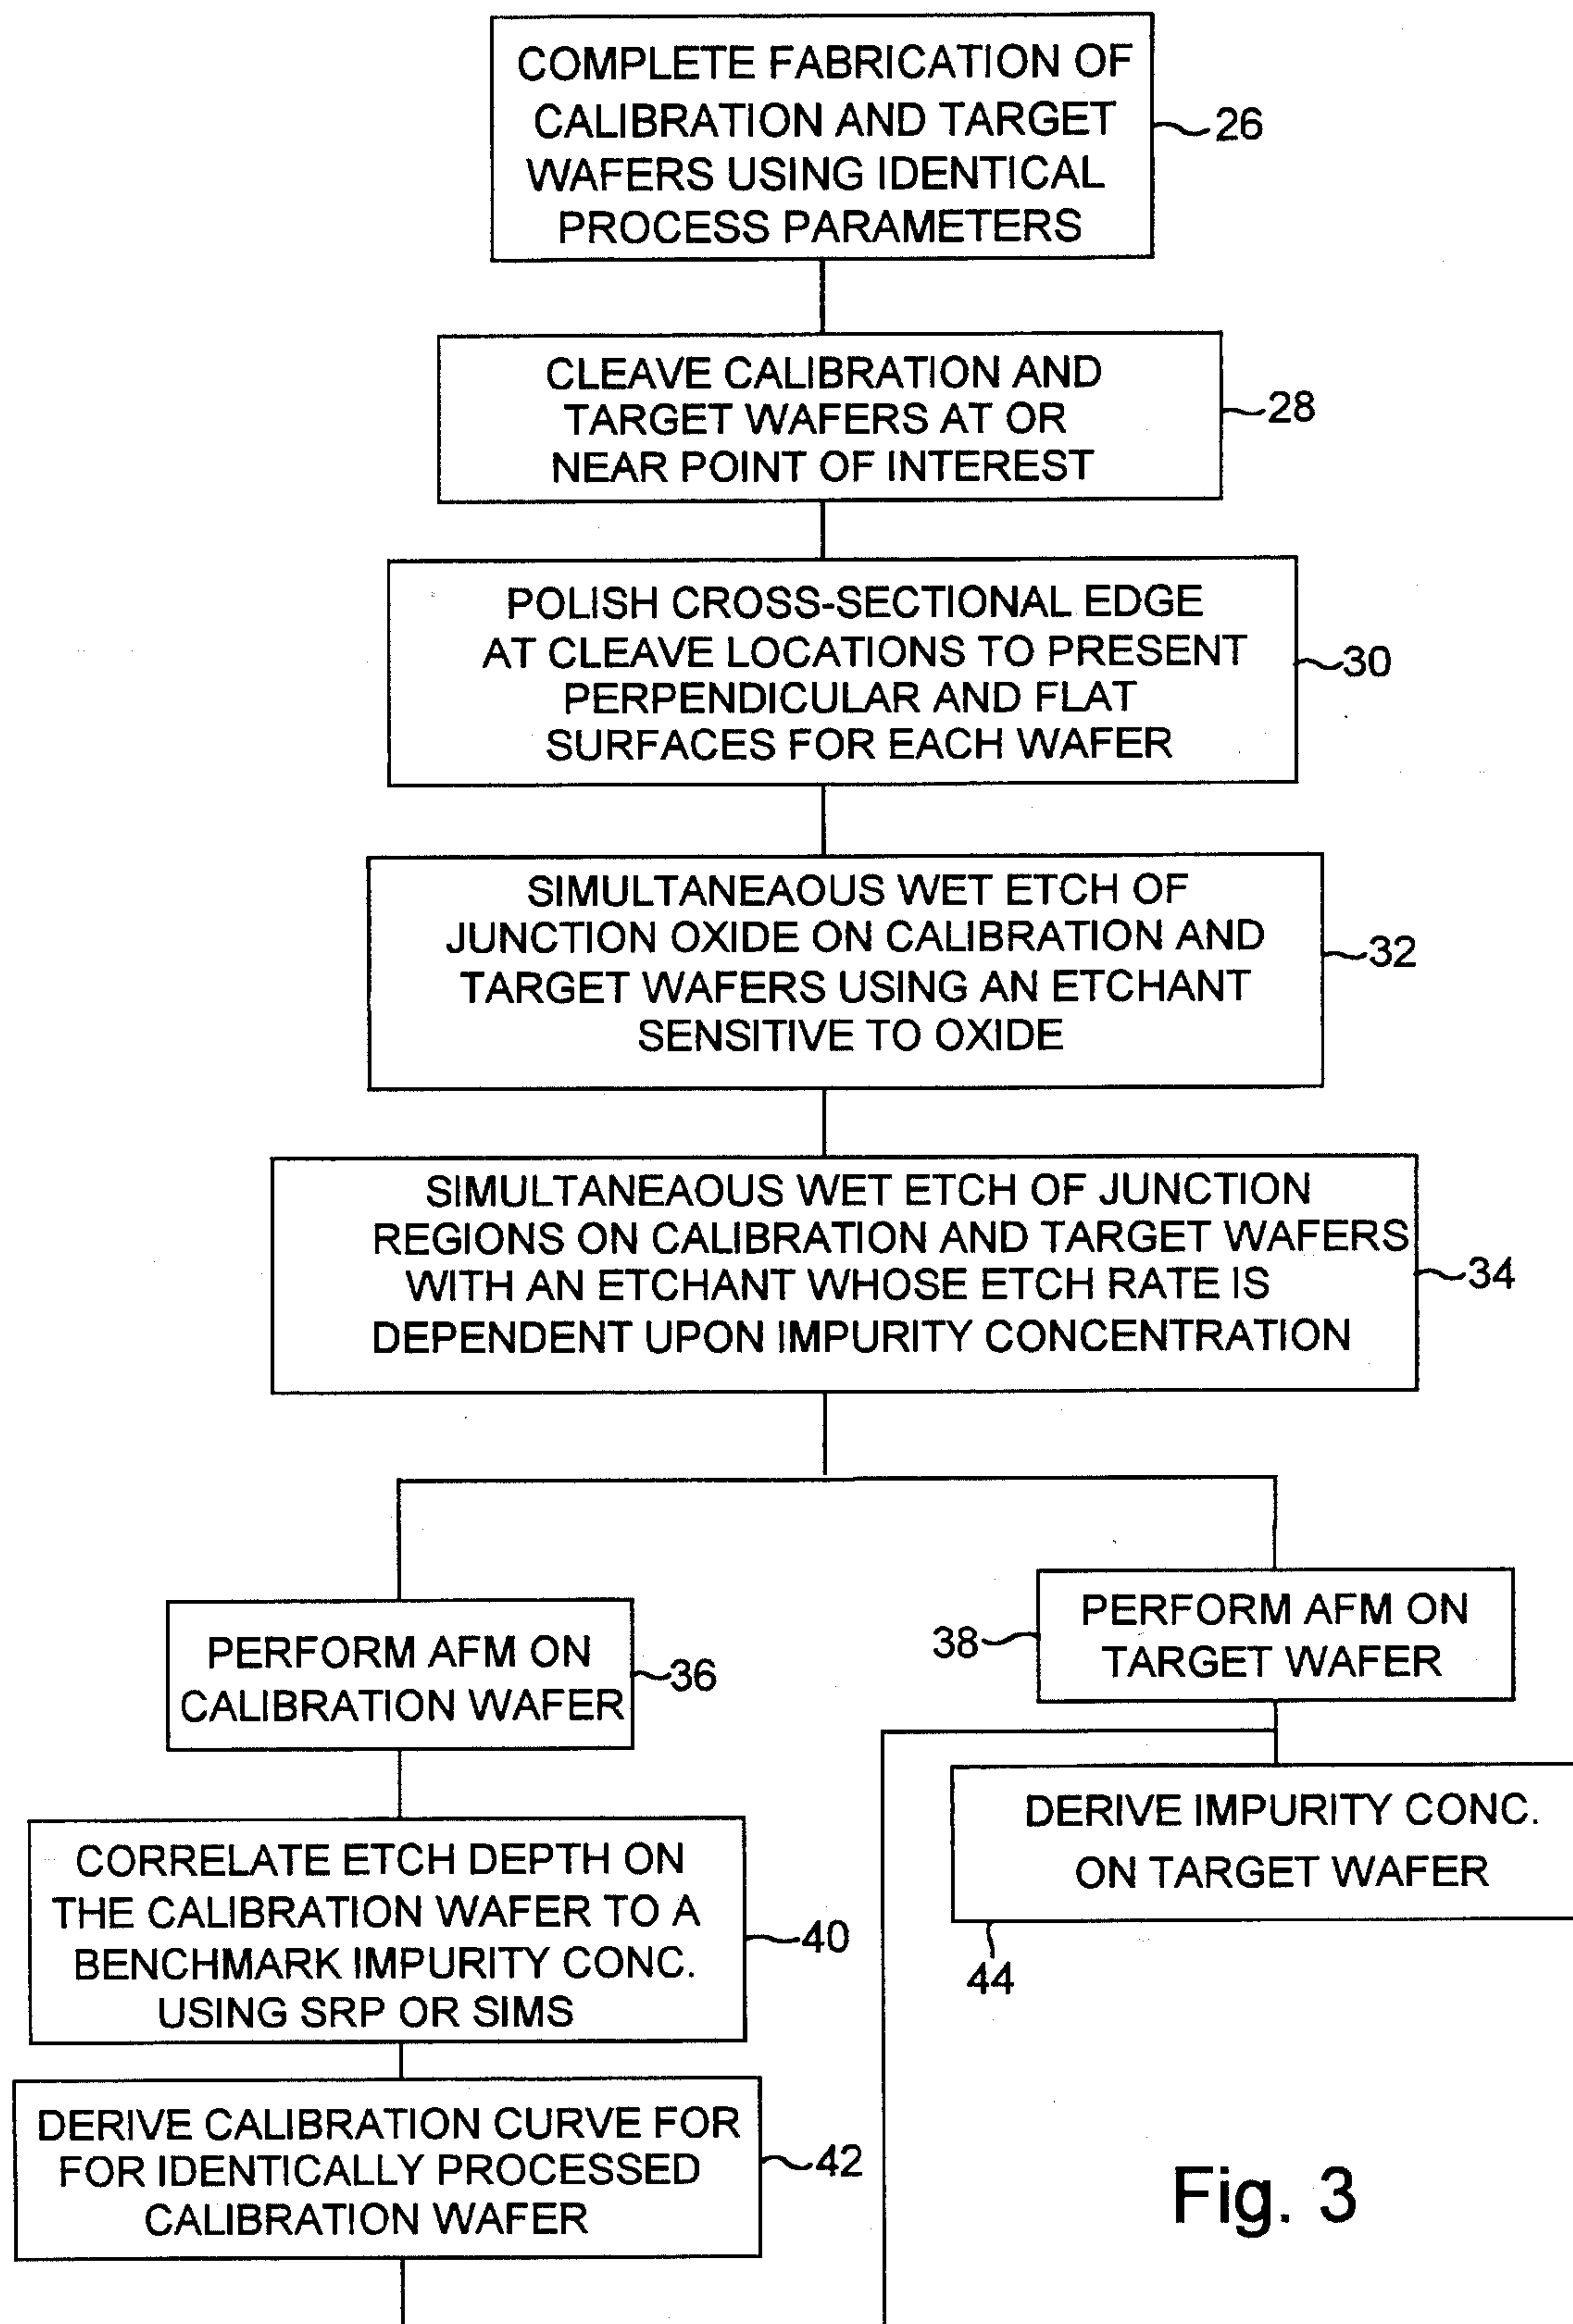 COMPLETE FABRICATION OF
CALIBRATION AND TARGET
WAFERS USING IDENTICAL
PROCESS PARAMETERS
26
CLEAVE CALIBRATION AND
TARGET WAFERS AT OR
NEAR POINT OF INTEREST
28
POLISH CROSS-SECTIONAL EDGE
AT CLEAVE LOCATIONS TO PRESENT
PERPENDICULAR AND FLAT
SURFACES FOR EACH WAFER
30
SIMULTANEAOUS WET ETCH OF
JUNCTION OXIDE ON CALIBRATION AND
TARGET WAFERS USING AN ETCHANT
SENSITIVE TO OXIDE
32
SIMULTANEAOUS WET ETCH OF JUNCTION
REGIONS ON CALIBRATION AND TARGET WAFERS
WITH AN ETCHANT WHOSE ETCH RATE IS
DEPENDENT UPON IMPURITY CONCENTRATION
34
PERFORM AFM ON
CALIBRATION WAFER
36
38
PERFORM AFM ON
TARGET WAFER
CORRELATE ETCH DEPTH ON
THE CALIBRATION WAFER TO A
BENCHMARK IMPURITY CONC.
USING SRP OR SIMS
40
DERIVE IMPURITY CONC.
ON TARGET WAFER
44
DERIVE CALIBRATION CURVE FOR
FOR IDENTICALLY PROCESSED
CALIBRATION WAFER
42
Fig. 3